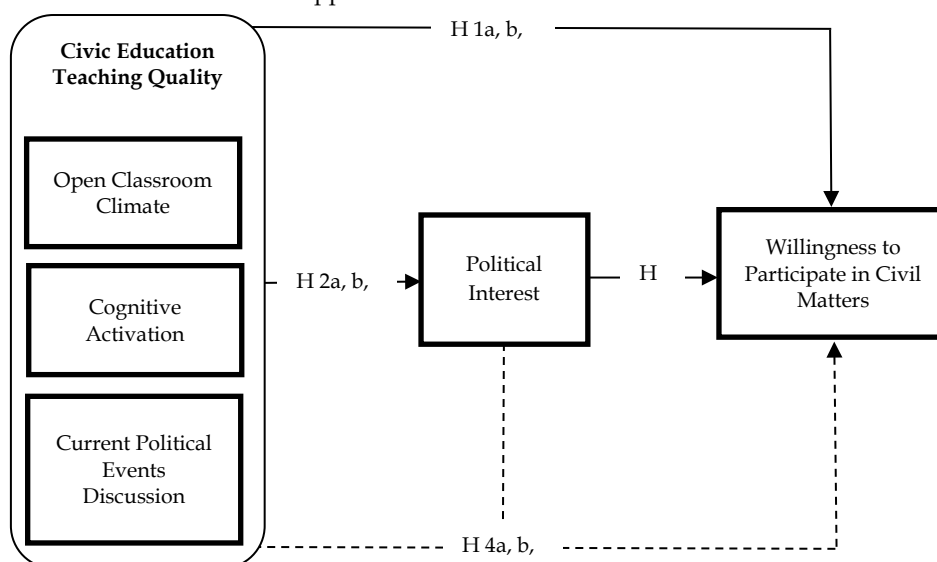 H 1a, b,
Civic Education
Teaching Quality
Open Classroom
Climate
Cognitive
Activation
Current Political
Events
Discussion
H 2a, b,
Political
Interest
H
Willingness to
Participate in Civil
Matters
H 4a, b,